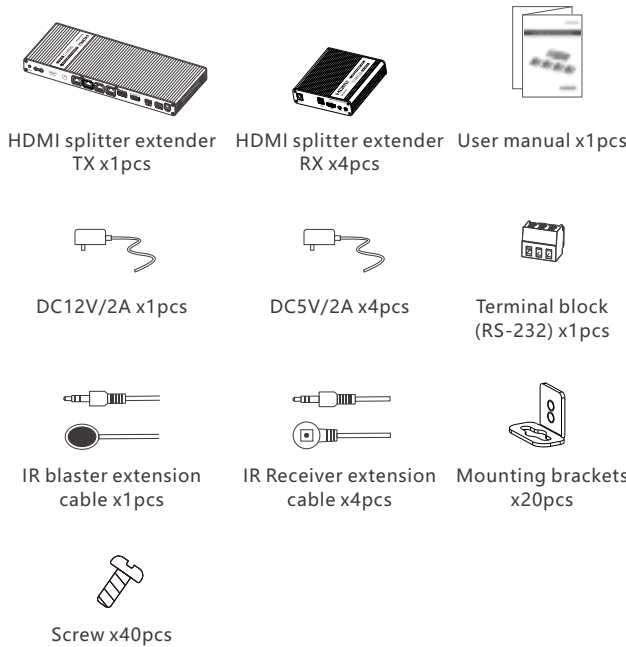 HDMI splitter extender
TX x1pcs
HDMI splitter extender
RX x4pcs
User manual x1pcs
DC12V/2A x1pcs
DC5V/2A x4pcs
Terminal block
(RS-232) x1pcs
IR blaster extension
cable x1pcs
IR Receiver extension
cable x4pcs
Mounting brackets
x20pcs
Screw x40pcs